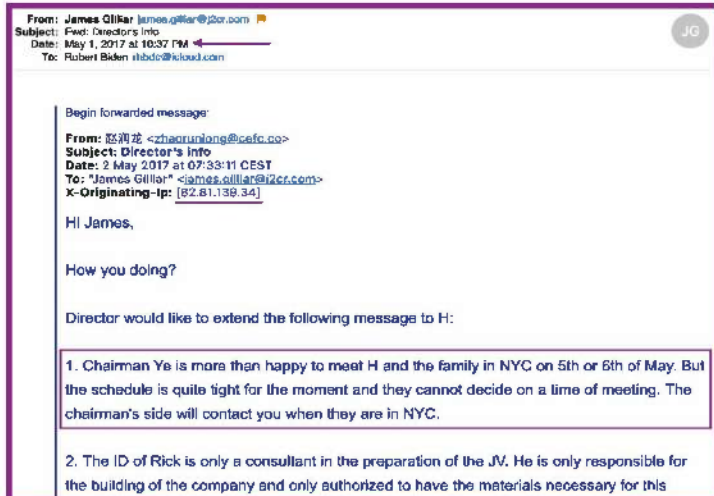 From: James Gilliar james.gilliar@j2cr.com
Subject: Fwd: Director's info
Date: May 1, 2017 at 10:37 PM
To: Robert Biden rhbdc@icloud.com
JG
Begin forwarded message:
From: 赵润龙 <zhaorunlong@cefc.co>
Subject: Director's info
Date: 2 May 2017 at 07:33:11 CEST
To: "James Gilliar" <james.gilliar@j2cr.com>
X-Originating-Ip: [82.81.139.34]
Hi James,
How you doing?
Director would like to extend the following message to H:
1. Chairman Ye is more than happy to meet H and the family in NYC on 5th or 6th of May. But
the schedule is quite tight for the moment and they cannot decide on a time of meeting. The
chairman's side will contact you when they are in NYC.
2. The ID of Rick is only a consultant in the preparation of the JV. He is only responsible for
the building of the company and only authorized to have the materials necessary for this